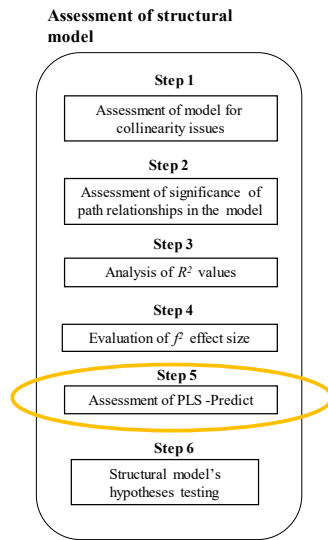 Assessment of structural
model
Step 1
Assessment of model for
collinearity issues
Step 2
Assessment of significance of
path relationships in the model
Step 3
Analysis of R² values
Step 4
Evaluation of f² effect size
Step 5
Assessment of PLS -Predict
Step 6
Structural model’s
hypotheses testing